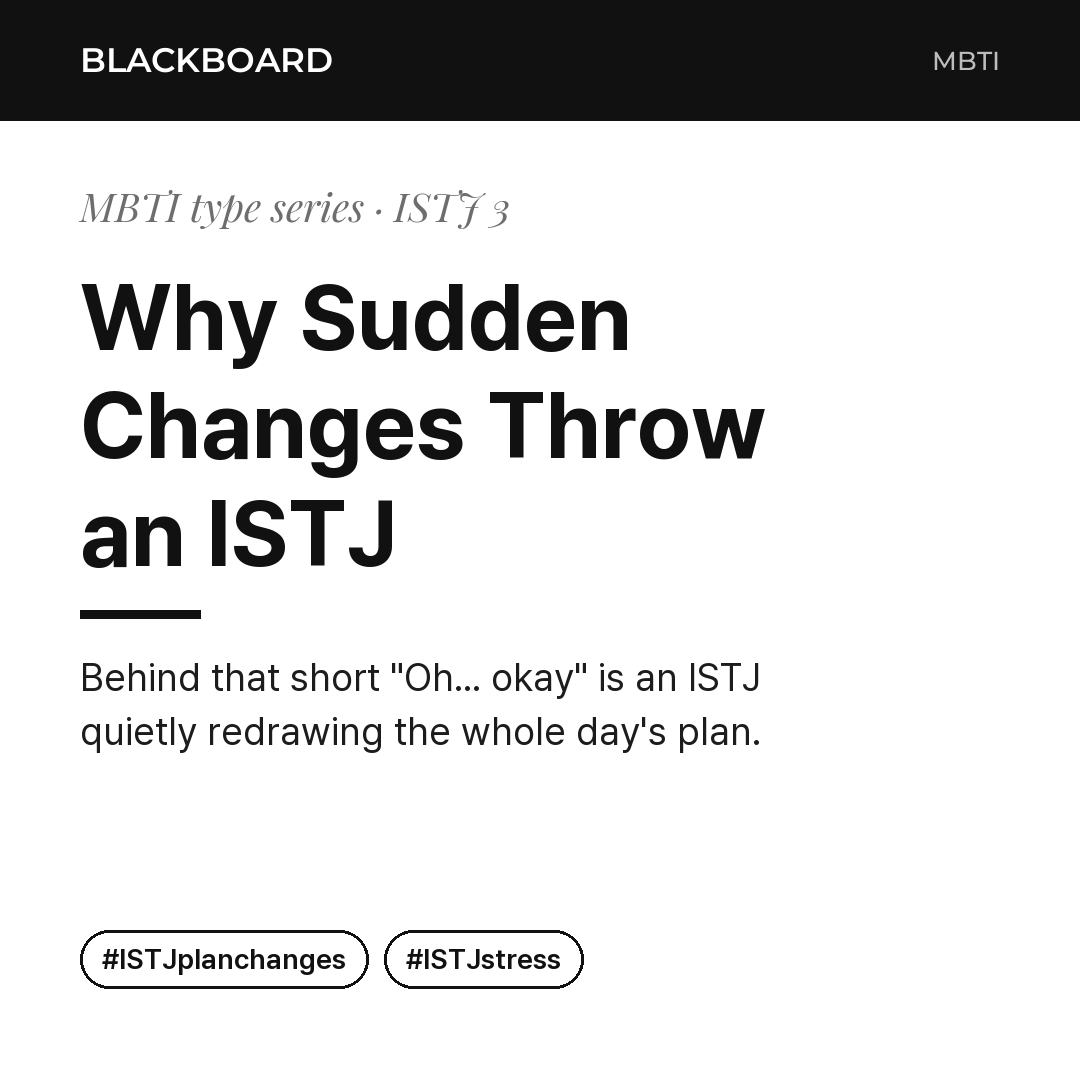 BLACKBOARD
MBTI
MBTI type series · ISTJ 3
Why Sudden
Changes Throw
an ISTJ
Behind that short "Oh... okay" is an ISTJ
quietly redrawing the whole day's plan.
#ISTJplanchanges
#ISTJstress